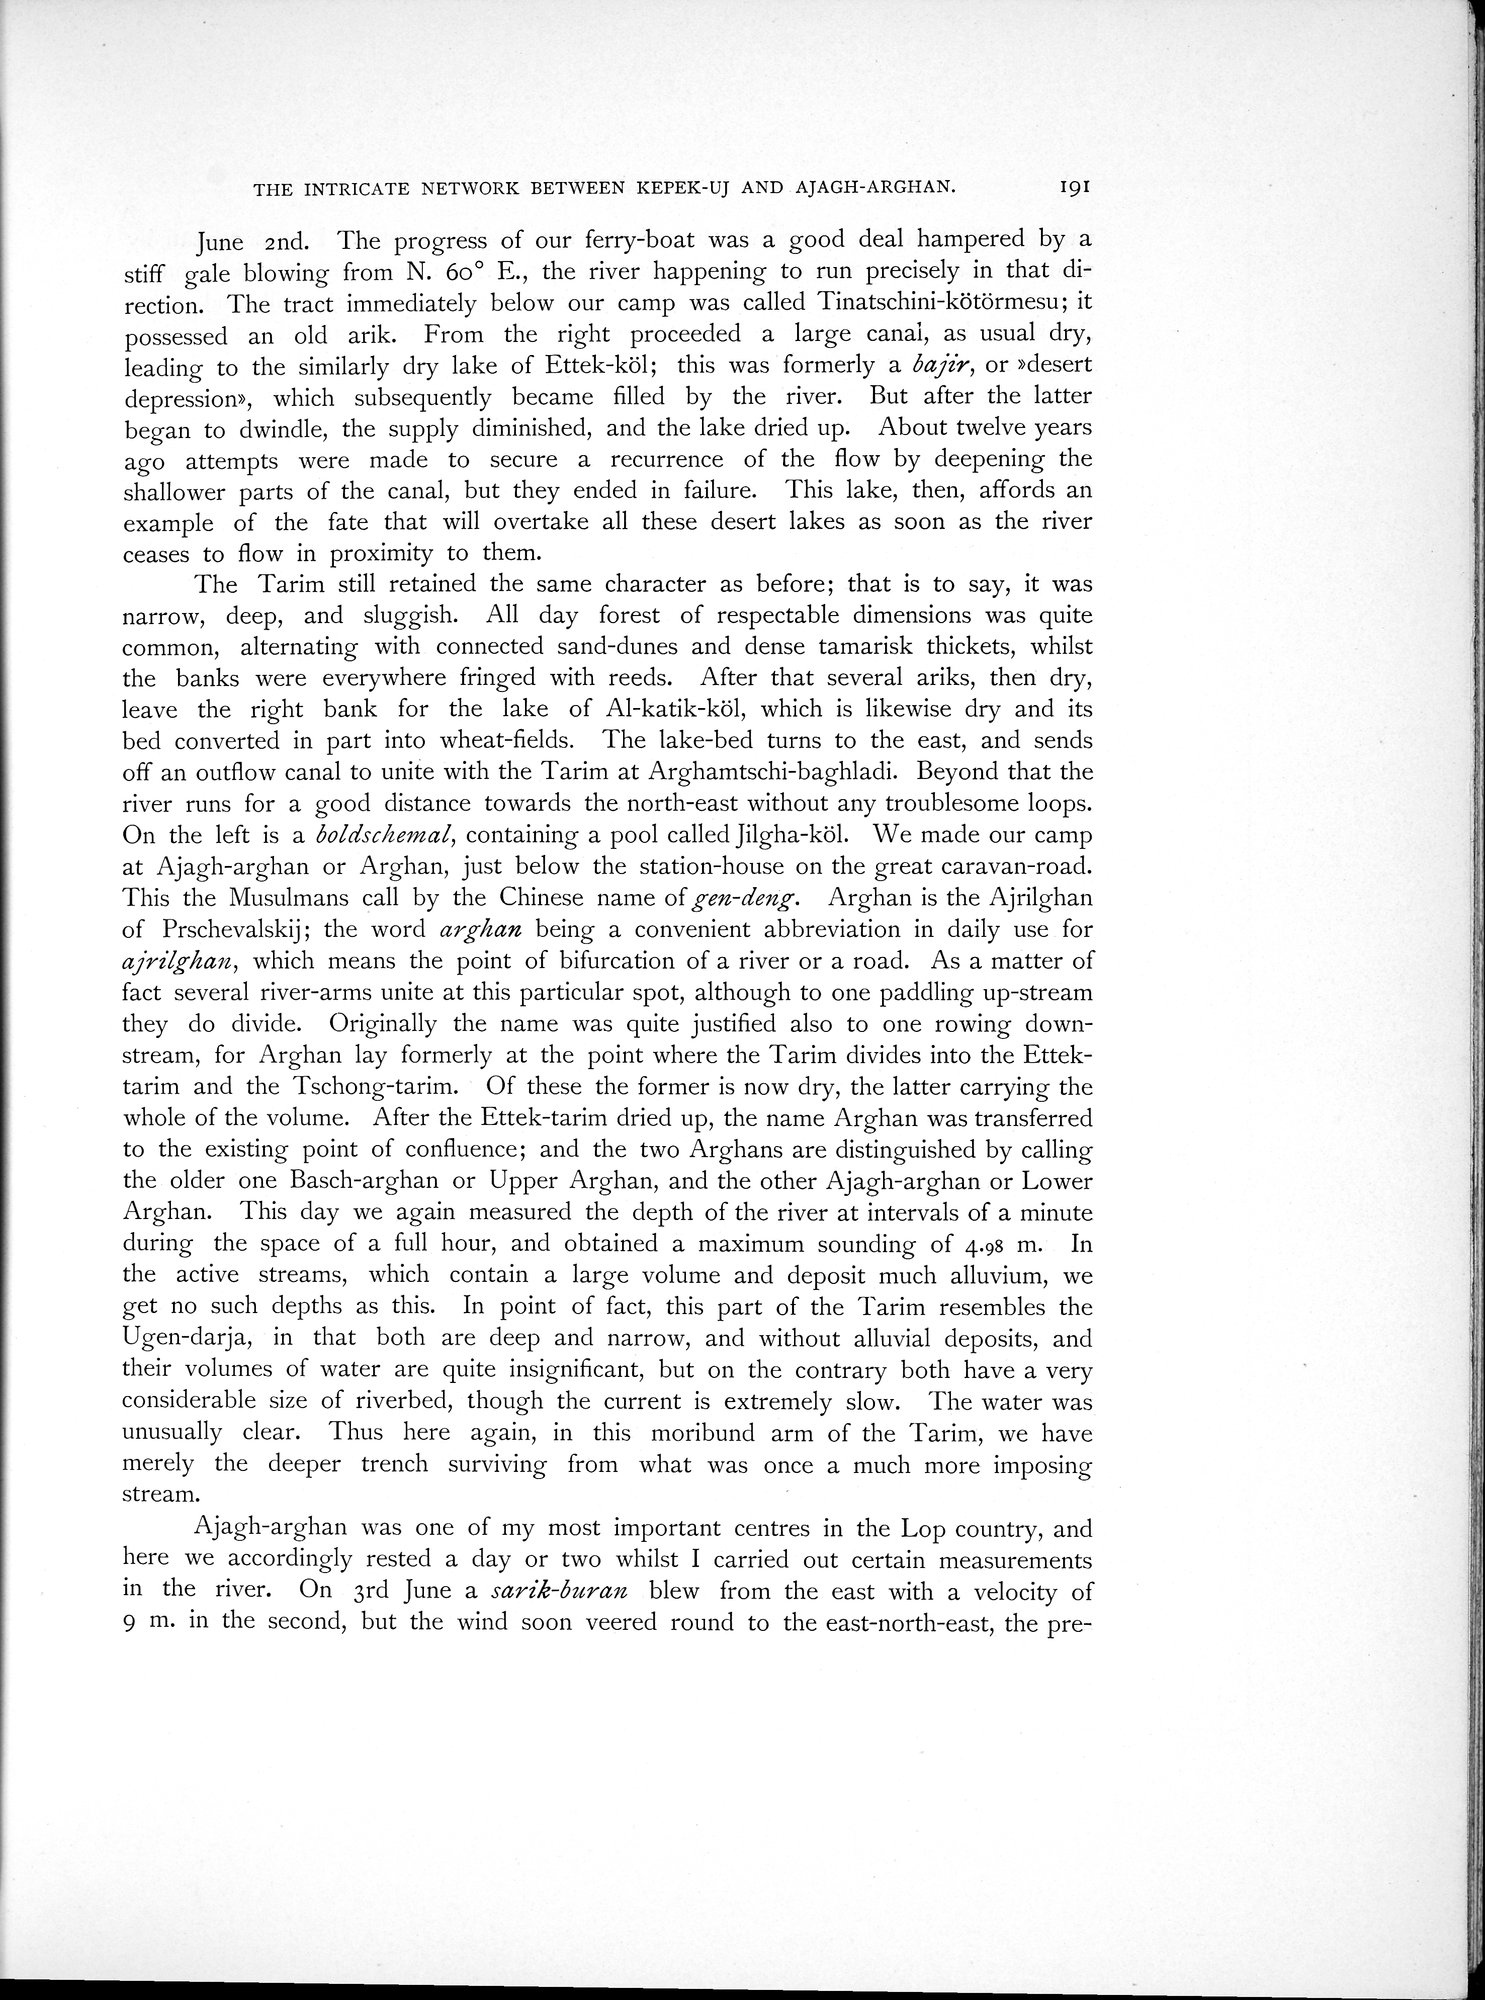 THE INTRICATE NETWORK BETWEEN KEPEK-UJ AND AJAGH-ARGHAN. 191
June 2nd. The progress of our ferry-boat was a good deal hampered by a
stiff gale blowing from N. 60° E., the river happening to run precisely in that di-
rection. The tract immediately below our camp was called Tinatschini-kötörmesu; it
possessed an old arik. From the right proceeded a large canal, as usual dry,
leading to the similarly dry lake of Ettek-köl; this was formerly a bajir, or »desert
depression», which subsequently became filled by the river. But after the latter
began to dwindle, the supply diminished, and the lake dried up. About twelve years
ago attempts were made to secure a recurrence of the flow by deepening the
shallower parts of the canal, but they ended in failure. This lake, then, affords an
example of the fate that will overtake all these desert lakes as soon as the river
ceases to flow in proximity to them.
The Tarim still retained the same character as before; that is to say, it was
narrow, deep, and sluggish. All day forest of respectable dimensions was quite
common, alternating with connected sand-dunes and dense tamarisk thickets, whilst
the banks were everywhere fringed with reeds. After that several ariks, then dry,
leave the right bank for the lake of Al-katik-köl, which is likewise dry and its
bed converted in part into wheat-fields. The lake-bed turns to the east, and sends
off an outflow canal to unite with the Tarim at Arghamtschi-baghladi. Beyond that the
river runs for a good distance towards the north-east without any troublesome loops.
On the left is a boldschemal, containing a pool called Jilgha-köl. We made our camp
at Ajagh-arghan or Arghan, just below the station-house on the great caravan-road.
This the Musulmans call by the Chinese name of gen-deng. Arghan is the Ajrilghan
of Prschevalskij; the word arghan being a convenient abbreviation in daily use for
ajrilghan, which means the point of bifurcation of a river or a road. As a matter of
fact several river-arms unite at this particular spot, although to one paddling up-stream
they do divide. Originally the name was quite justified also to one rowing down-
stream, for Arghan lay formerly at the point where the Tarim divides into the Ettek-
tarim and the Tschong-tarim. Of these the former is now dry, the latter carrying the
whole of the volume. After the Ettek-tarim dried up, the name Arghan was transferred
to the existing point of confluence; and the two Arghans are distinguished by calling
the older one Basch-arghan or Upper Arghan, and the other Ajagh-arghan or Lower
Arghan. This day we again measured the depth of the river at intervals of a minute
during the space of a full hour, and obtained a maximum sounding of 4.98 m. In
the active streams, which contain a large volume and deposit much alluvium, we
get no such depths as this. In point of fact, this part of the Tarim resembles the
Ugen-darja, in that both are deep and narrow, and without alluvial deposits, and
their volumes of water are quite insignificant, but on the contrary both have a very
considerable size of riverbed, though the current is extremely slow. The water was
unusually clear. Thus here again, in this moribund arm of the Tarim, we have
merely the deeper trench surviving from what was once a much more imposing
stream.
Ajagh-arghan was one of my most important centres in the Lop country, and
here we accordingly rested a day or two whilst I carried out certain measurements
in the river. On 3rd June a sarik-buran blew from the east with a velocity of
9 m. in the second, but the wind soon veered round to the east-north-east, the pre-